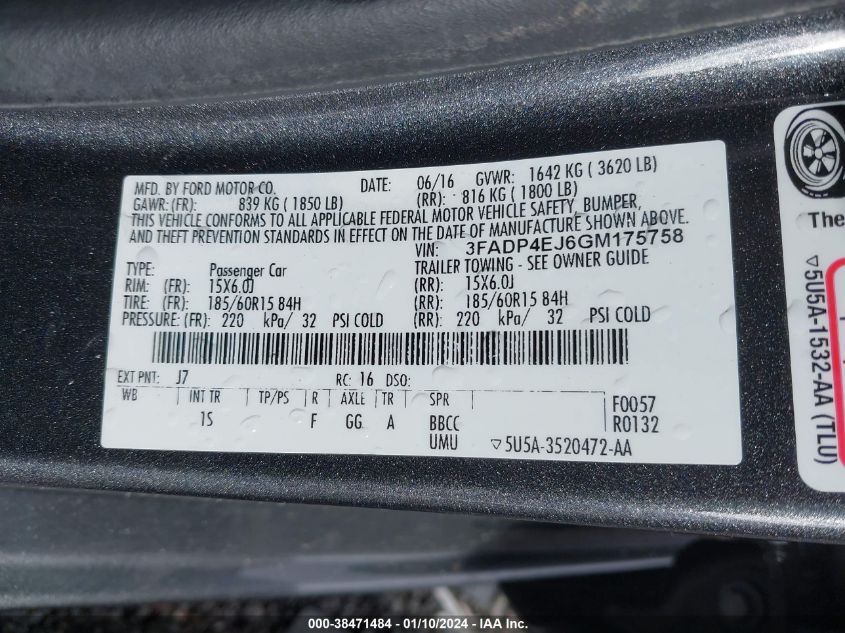 MFD. BY FORD MOTOR CO. DATE: 06/16 GVWR: 1642 KG ( 3620 LB)
GAWR: (FR): 839 KG ( 1850 LB) (RR): 816 KG ( 1800 LB)
THIS VEHICLE CONFORMS TO ALL APPLICABLE FEDERAL MOTOR VEHICLE SAFETY, BUMPER,
AND THEFT PREVENTION STANDARDS IN EFFECT ON THE DATE OF MANUFACTURE SHOWN ABOVE.
VIN: 3FADP4EJ6GM175758
TYPE: Passenger Car TRAILER TOWING - SEE OWNER GUIDE
RIM: (FR): 15X6.0J (RR): 15X6.0J
TIRE: (FR): 185/60R15 84H (RR): 185/60R15 84H
PRESSURE: (FR): 220 kPa/ 32 PSI COLD (RR): 220 kPa/ 32 PSI COLD
EXT PNT: J7 RC: 16 DSO:
WB INT TR TP/PS R AXLE TR SPR
1S F GG A BBCC
UMU
F0057
R0132
▽5U5A-3520472-AA
The
▽5U5A-1532-AA (TLU)
000-38471484 - 01/10/2024 - IAAI Inc.